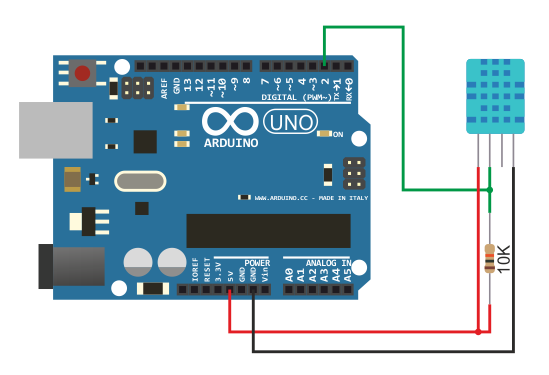 AREF
GND
13
12
~11
~10
~9
8
7
~6
~5
4
~3
2
TX→1
RX←0
DIGITAL (PWM~)
UNO
ARDUINO
ON
WWW.ARDUINO.CC - MADE IN ITALY
10K
POWER
ANALOG IN
IOREF
RESET
3.3V
5V
GND
GND
Vin
A0
A1
A2
A3
A4
A5